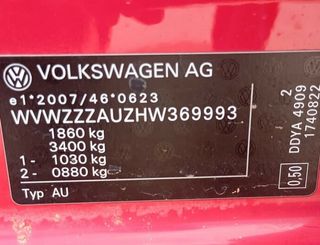 VOLKSWAGEN AG
e1*2007/46*0623
WVWZZZAUZHW369993
1860 kg
3400 kg
1- 1030 kg
2- 0880 kg
Typ AU
2
DDYA 4909
1740822
0,50